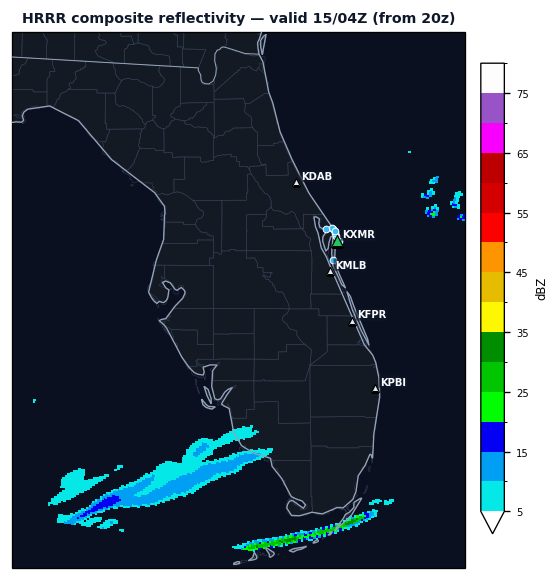 HRRR composite reflectivity — valid 15/04Z (from 20z)
KDAB
KXMR
KMLB
KFPR
KPBI
75
65
55
45
35
25
15
5
dBZ